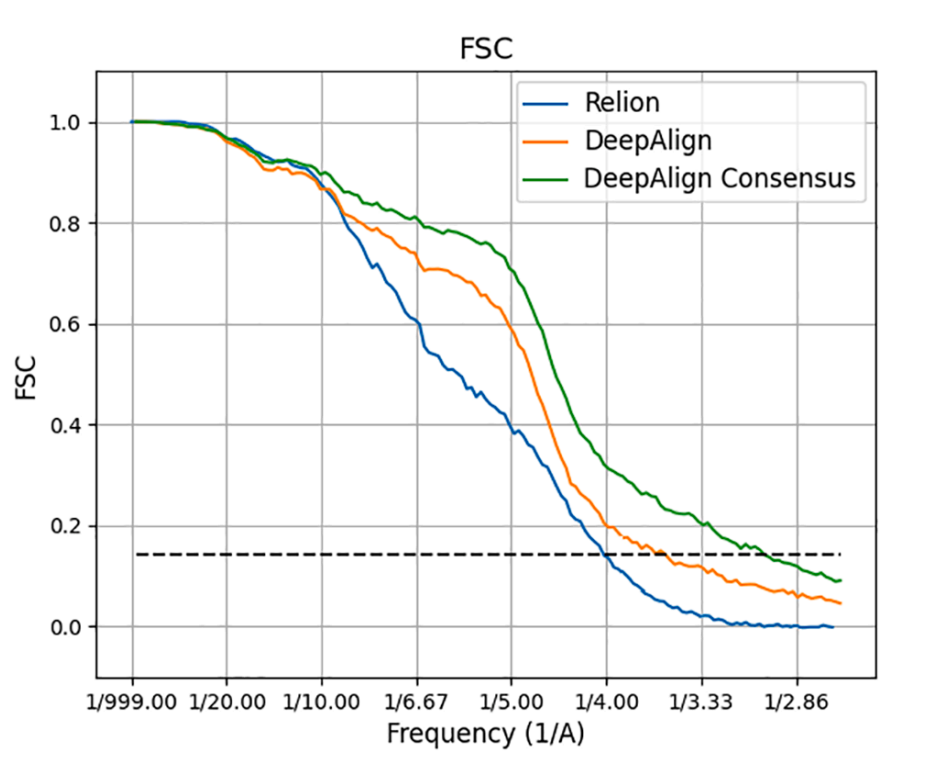 FSC
Relion
DeepAlign
DeepAlign Consensus
1.0
0.8
0.6
0.4
0.2
0.0
FSC
1/999.00 1/20.00 1/10.00 1/6.67 1/5.00 1/4.00 1/3.33 1/2.86
Frequency (1/A)